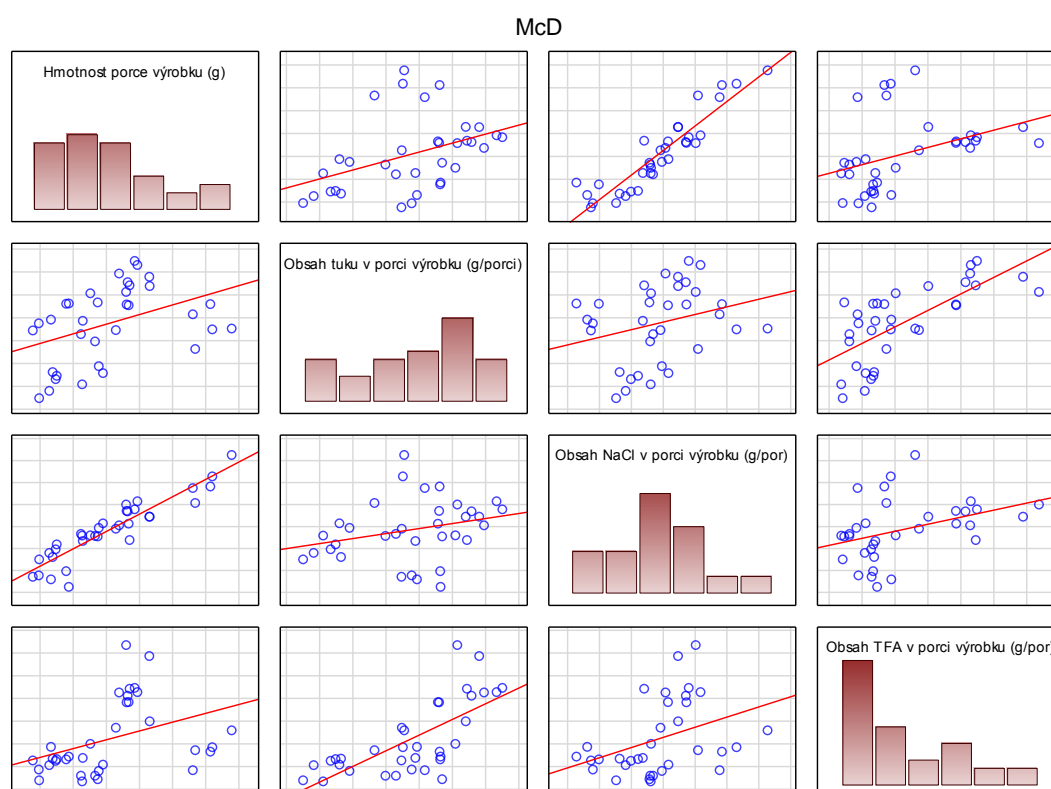 McD
Hmotnost porce výrobku (g)
Obsah tuku v porci výrobku (g/porci)
Obsah NaCl v porci výrobku (g/por)
Obsah TFA v porci výrobku (g/por)